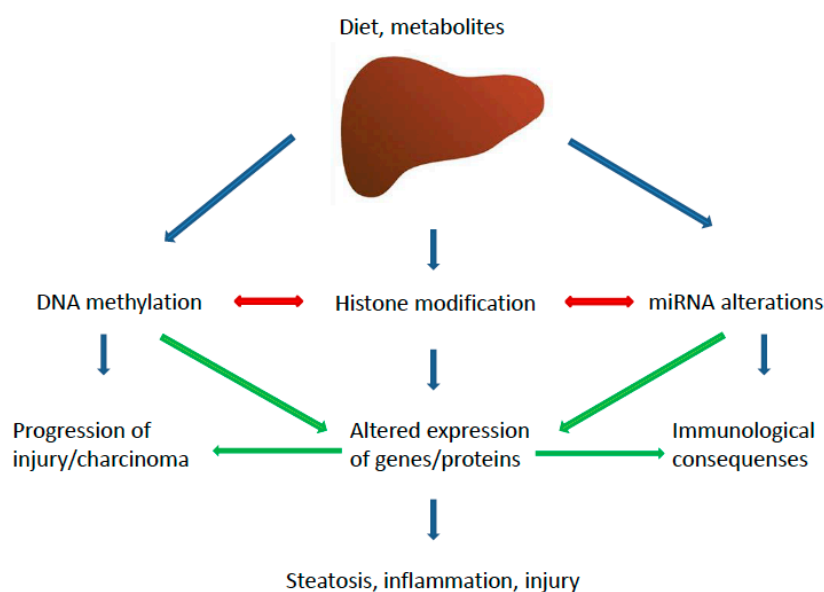 Diet, metabolites
DNA methylation
Histone modification
miRNA alterations
Progression of
injury/charcinoma
Altered expression
of genes/proteins
Immunological
consequenses
Steatosis, inflammation, injury